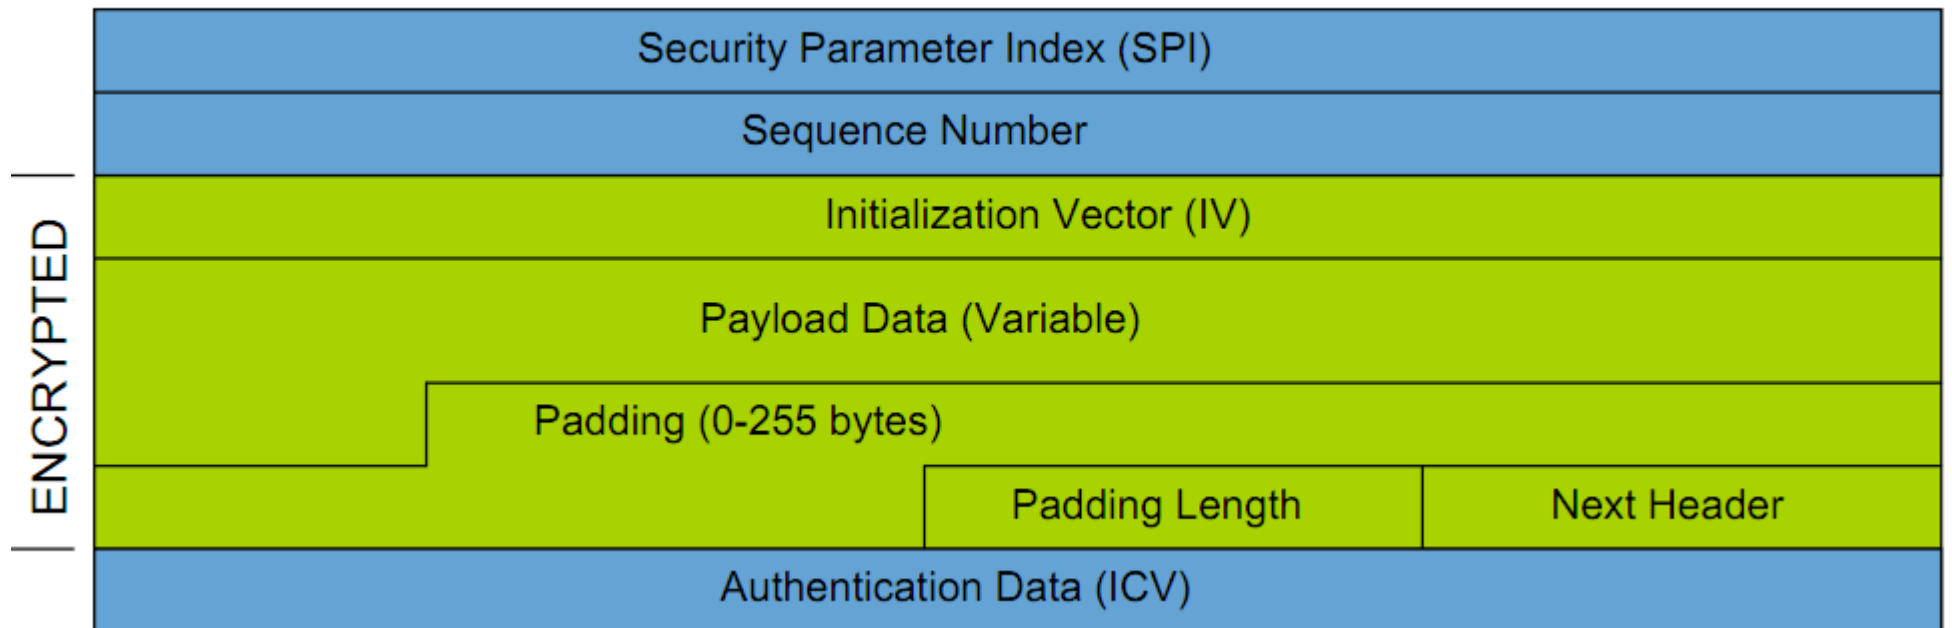 Security Parameter Index (SPI)
Sequence Number
ENCRYPTED
Initialization Vector (IV)
Payload Data (Variable)
Padding (0-255 bytes)
Padding Length
Next Header
Authentication Data (ICV)